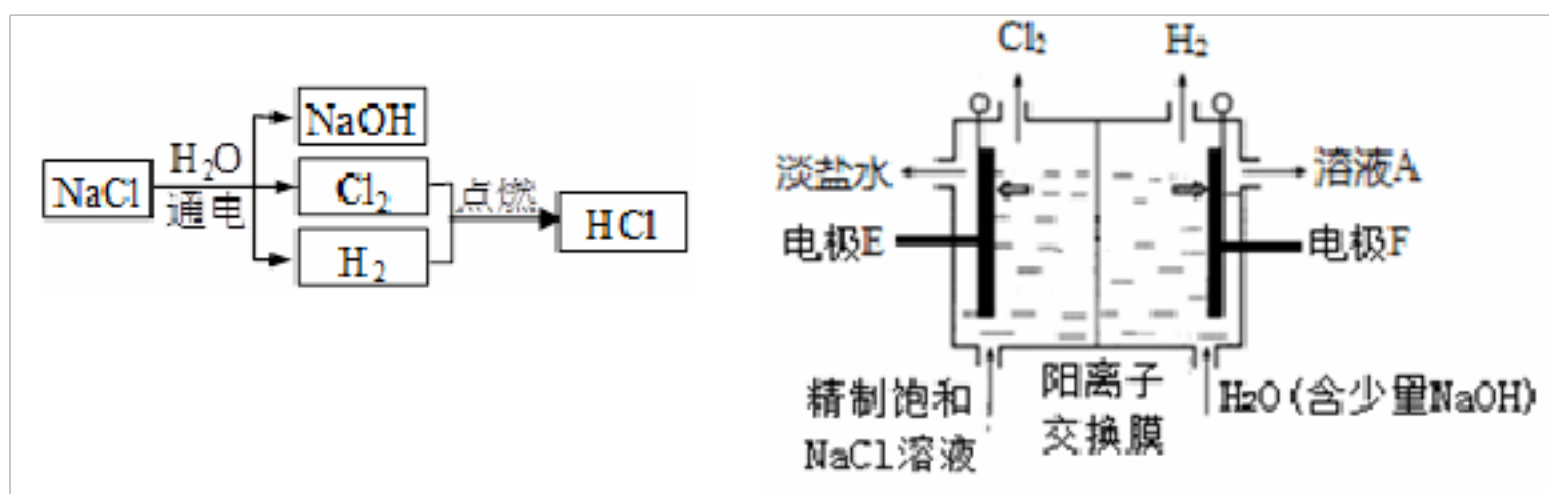 NaCl
H₂O
通电
NaOH
Cl₂
H₂
点燃
HCl
Cl₂
H₂
淡盐水
溶液A
电极E
电极F
精制饱和
NaCl溶液
阳离子
交换膜
H₂O(含少量NaOH)